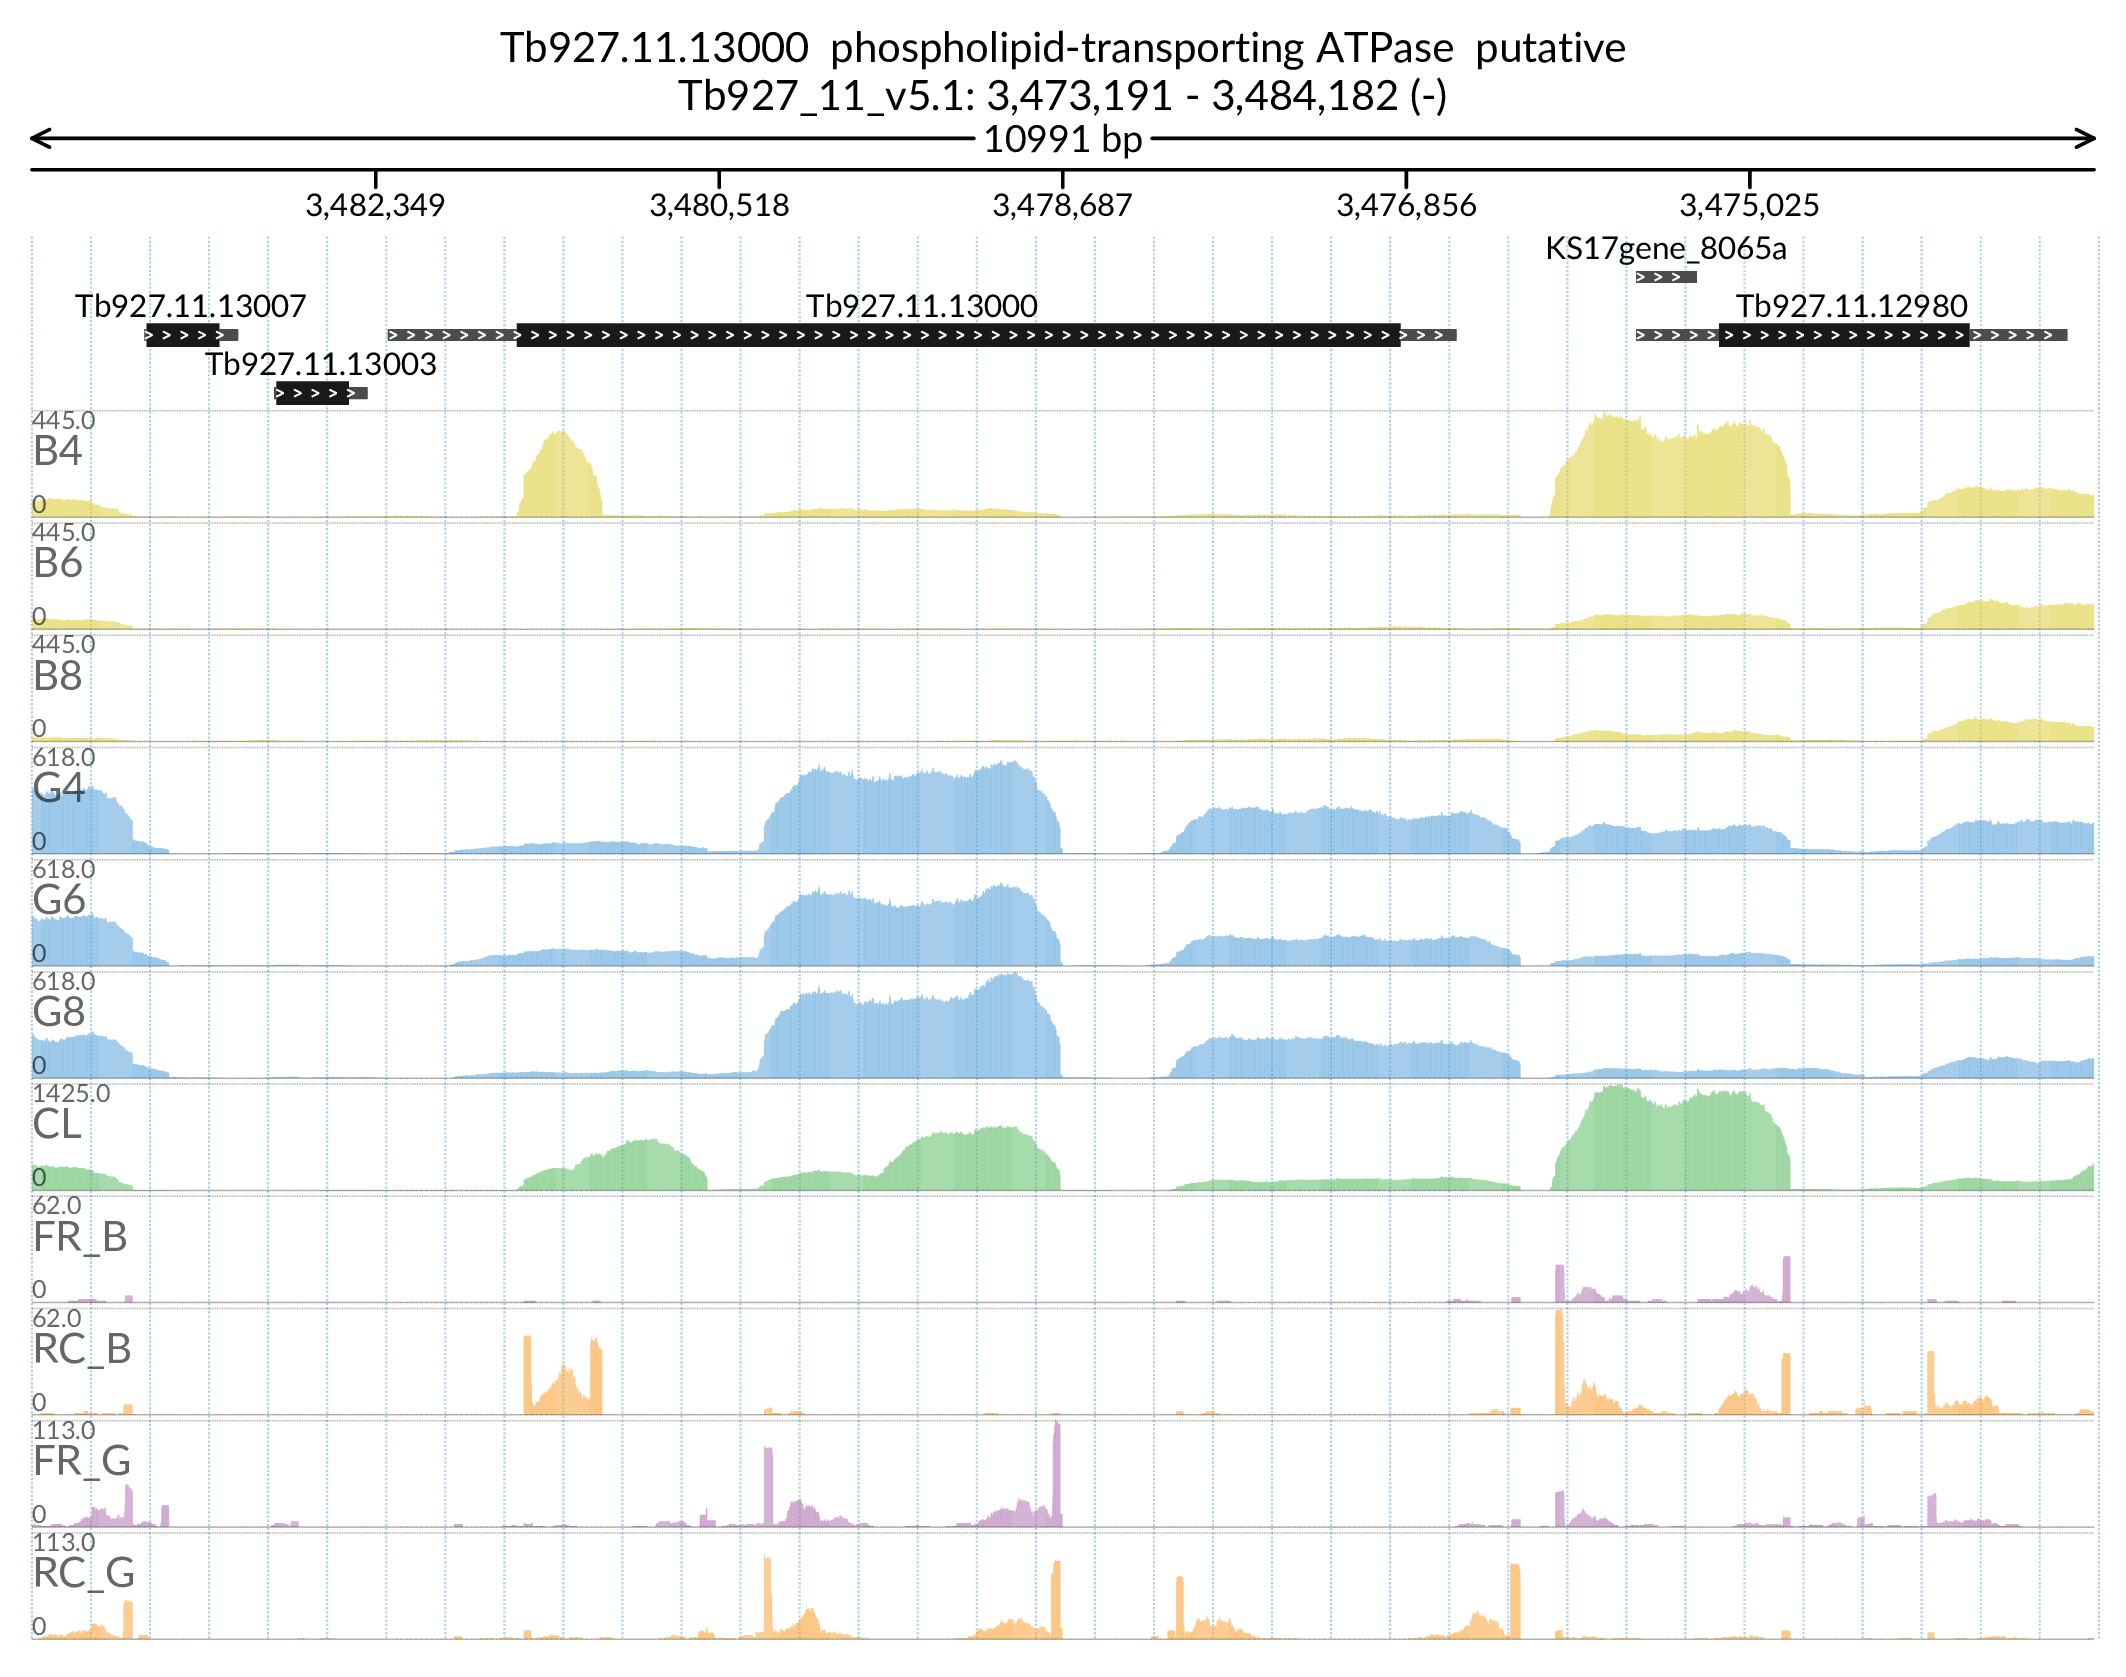 Tb927.11.13000  phospholipid-transporting ATPase  putative
Tb927_11_v5.1: 3,473,191 - 3,484,182 (-)
10991 bp
3,482,349 3,480,518 3,478,687 3,476,856 3,475,025
KS17gene_8065a
Tb927.11.13007 Tb927.11.13000 Tb927.11.12980
Tb927.11.13003
445.0
B4
0
445.0
B6
0
445.0
B8
0
618.0
G4
0
618.0
G6
0
618.0
G8
0
1425.0
CL
0
62.0
FR_B
0
62.0
RC_B
0
113.0
FR_G
0
113.0
RC_G
0